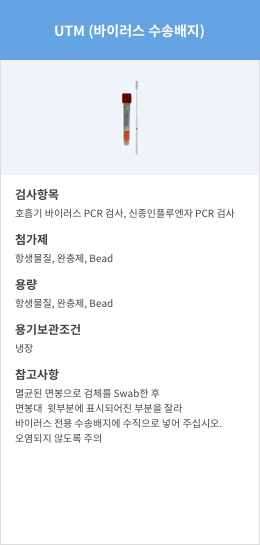 UTM (바이러스 수송배지)
검사항목
호흡기 바이러스 PCR 검사, 신종인플루엔자 PCR 검사
첨가제
항생물질, 완충제, Bead
용량
항생물질, 완충제, Bead
용기보관조건
냉장
참고사항
멸균된 면봉으로 검체를 Swab한 후
면봉대 윗부분에 표시되어진 부분을 잘라
바이러스 전용 수송배지에 수직으로 넣어 주십시오.
오염되지 않도록 주의